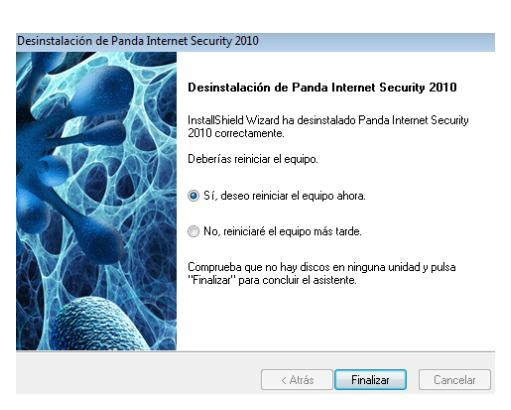 Desinstalación de Panda Internet Security 2010
Desinstalación de Panda Internet Security 2010
InstallShield Wizard ha desinstalado Panda Internet Security
2010 correctamente.
Deberías reiniciar el equipo.
Sí, deseo reiniciar el equipo ahora.
No, reiniciaré el equipo más tarde.
Comprueba que no hay discos en ninguna unidad y pulsa
"Finalizar" para concluir el asistente.
< Atrás Finalizar Cancelar